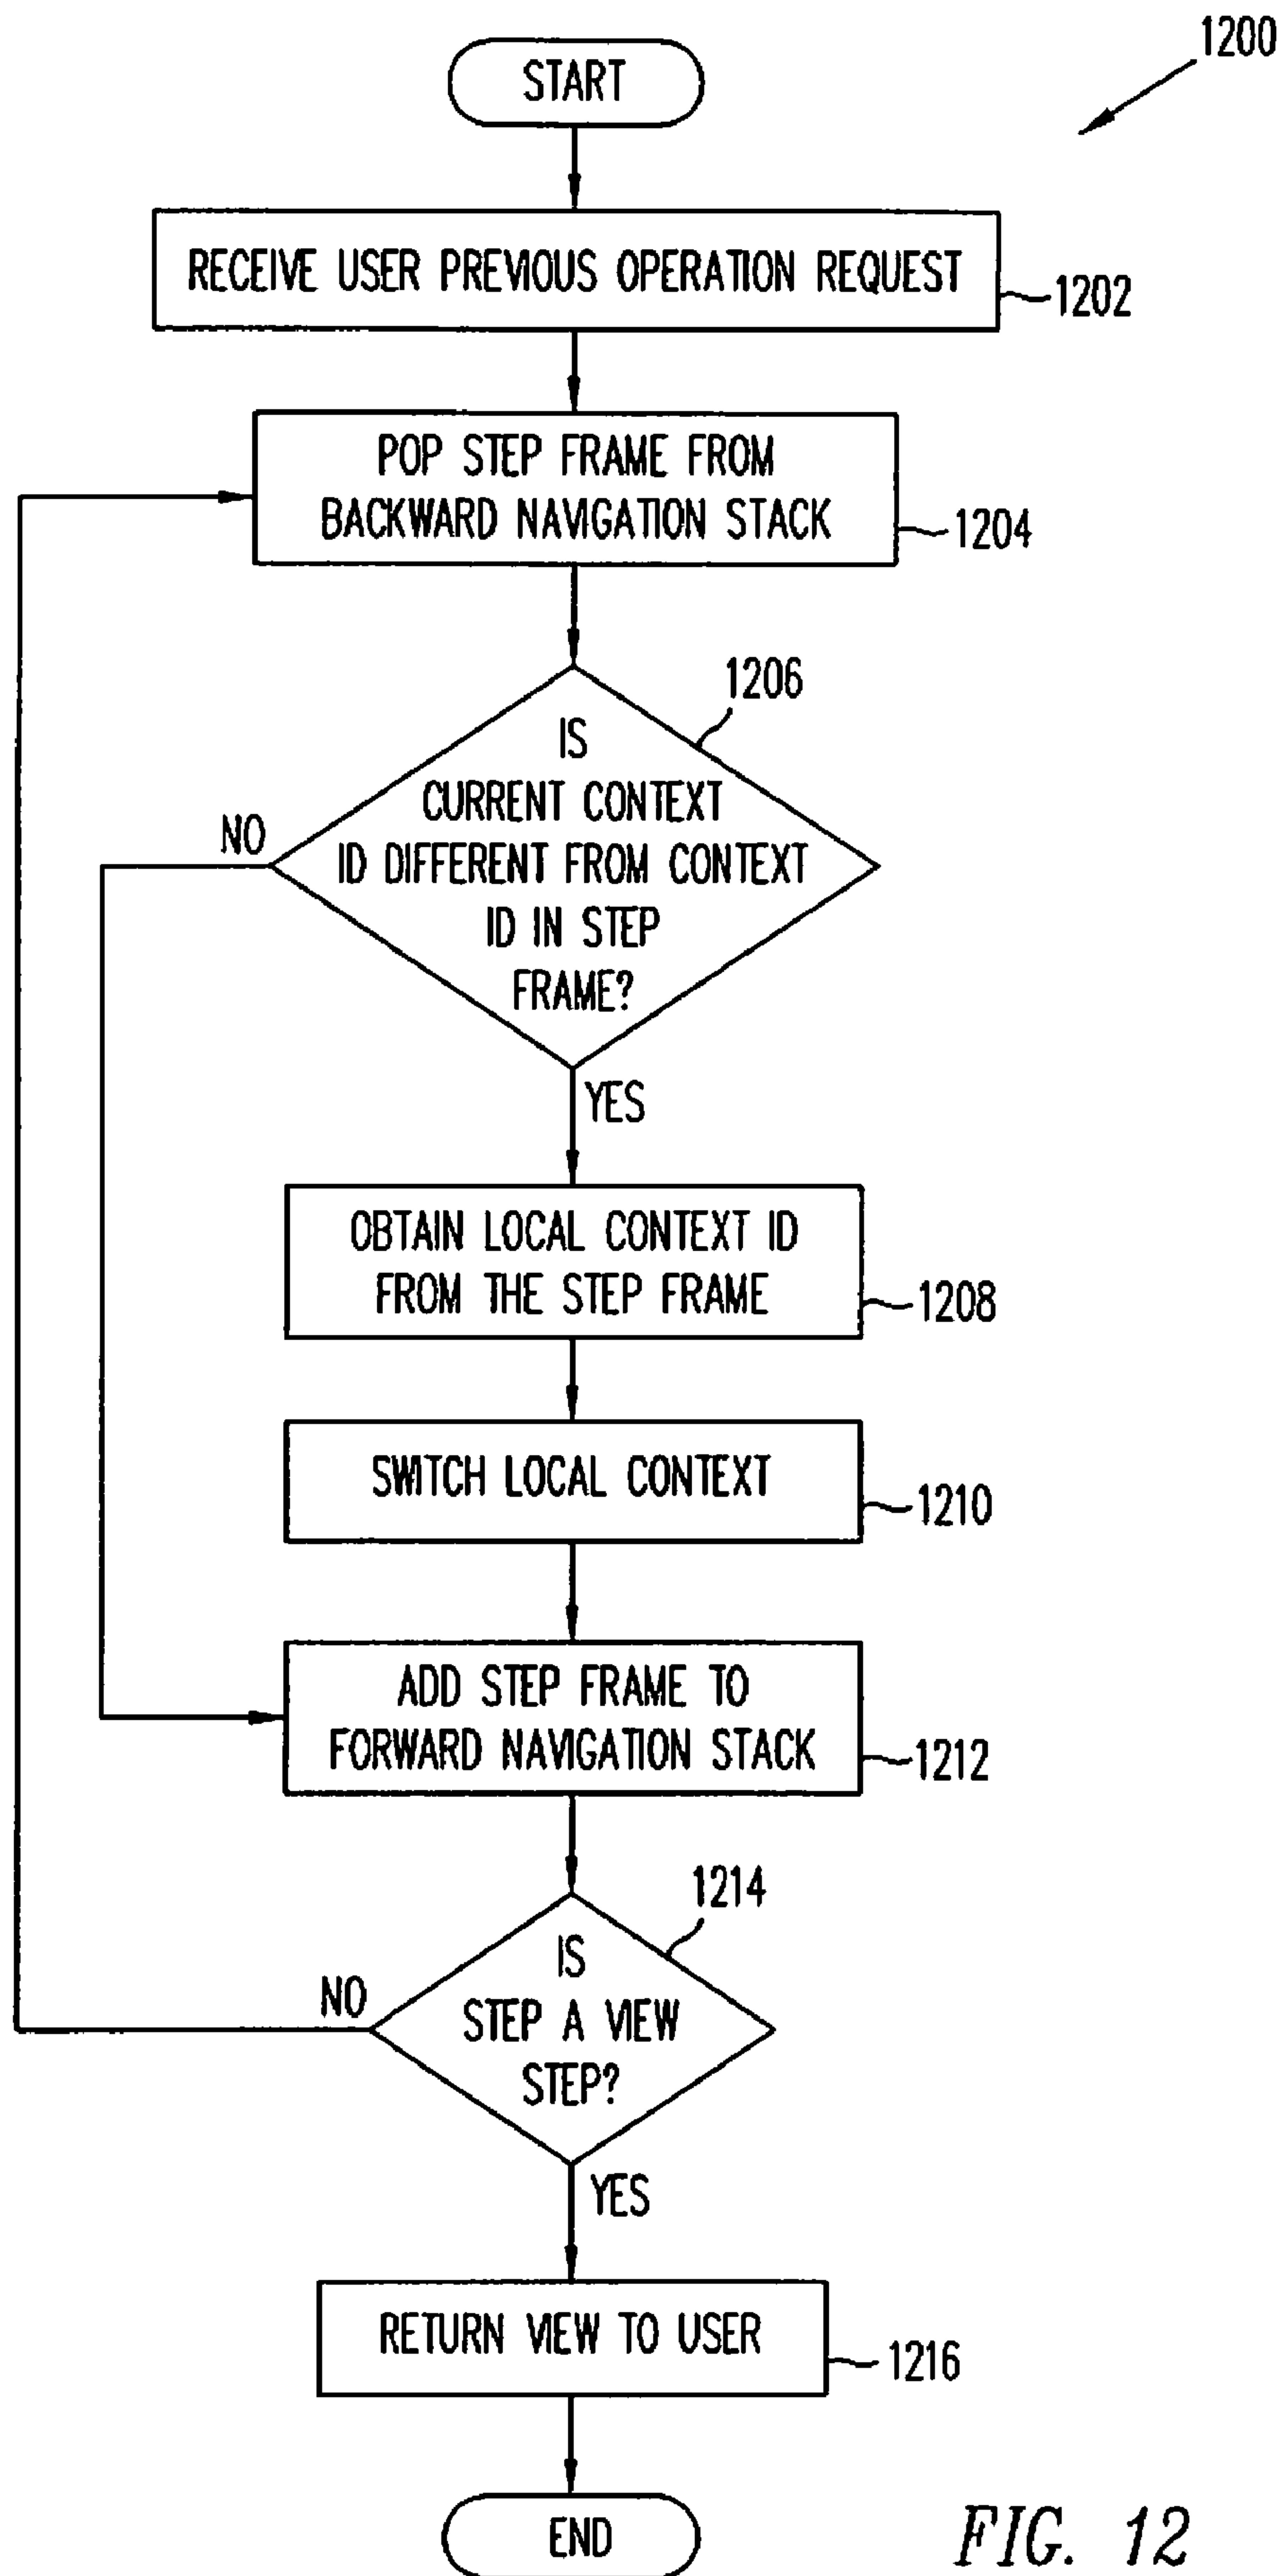 1200
START
RECEIVE USER PREVIOUS OPERATION REQUEST
1202
POP STEP FRAME FROM
BACKWARD NAVIGATION STACK
1204
1206
IS
CURRENT CONTEXT
ID DIFFERENT FROM CONTEXT
ID IN STEP
FRAME?
NO
YES
OBTAIN LOCAL CONTEXT ID
FROM THE STEP FRAME
1208
SWITCH LOCAL CONTEXT
1210
ADD STEP FRAME TO
FORWARD NAVIGATION STACK
1212
1214
IS
STEP A VIEW
STEP?
NO
YES
RETURN VIEW TO USER
1216
END
FIG. 12